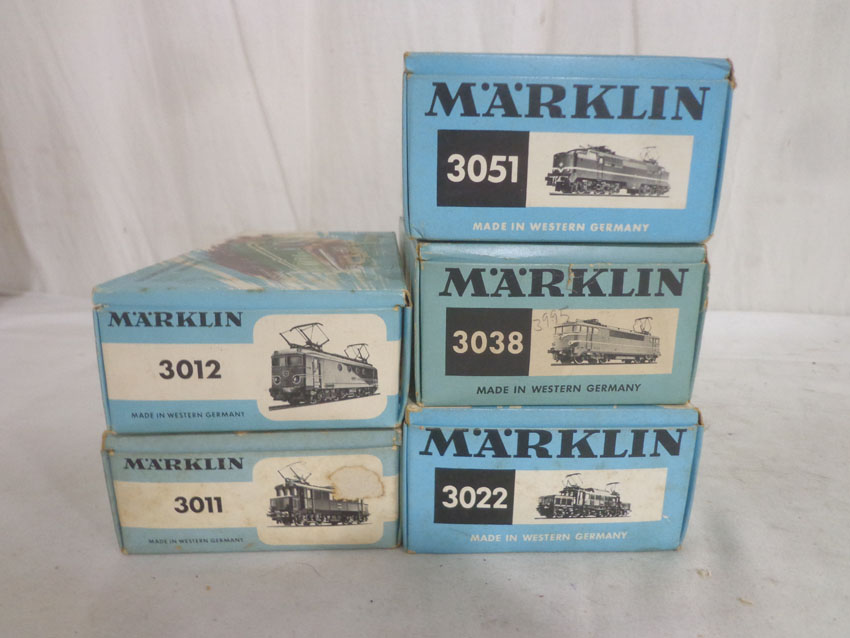 MÄRKLIN
3051
MADE IN WESTERN GERMANY
MÄRKLIN
3995
3038
MADE IN WESTERN GERMANY
MÄRKLIN
3012
MADE IN WESTERN GERMANY
MÄRKLIN
3022
MADE IN WESTERN GERMANY
MÄRKLIN
3011
MADE IN WESTERN GERMANY